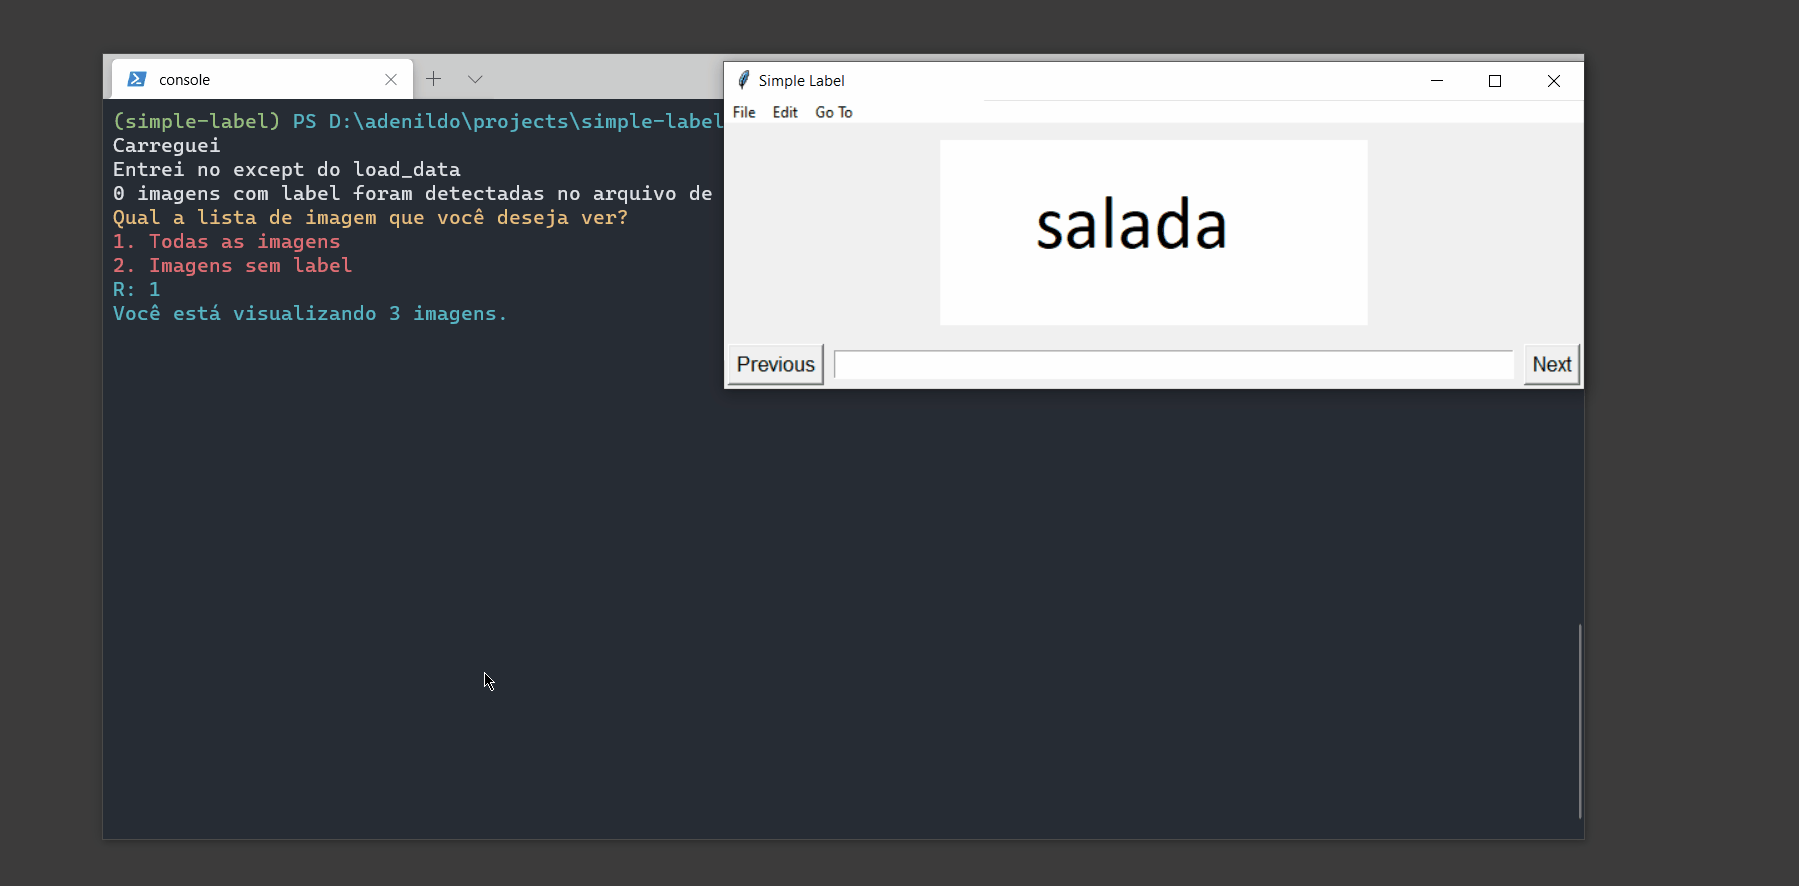 console
(simple-label) PS D:\adenildo\projects\simple-label
Carreguei
Entrei no except do load_data
0 imagens com label foram detectadas no arquivo de
Qual a lista de imagem que você deseja ver?
1. Todas as imagens
2. Imagens sem label
R: 1
Você está visualizando 3 imagens.
Simple Label
File Edit Go To
salada
Previous Next